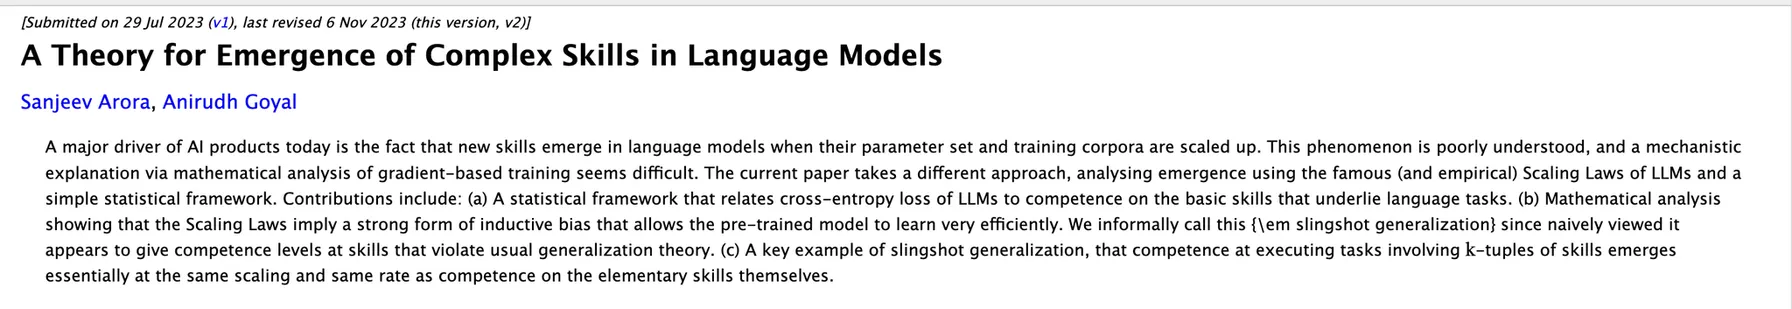 [Submitted on 29 Jul 2023 (v1), last revised 6 Nov 2023 (this version, v2)]
A Theory for Emergence of Complex Skills in Language Models
Sanjeev Arora, Anirudh Goyal
A major driver of AI products today is the fact that new skills emerge in language models when their parameter set and training corpora are scaled up. This phenomenon is poorly understood, and a mechanistic
explanation via mathematical analysis of gradient-based training seems difficult. The current paper takes a different approach, analysing emergence using the famous (and empirical) Scaling Laws of LLMs and a
simple statistical framework. Contributions include: (a) A statistical framework that relates cross-entropy loss of LLMs to competence on the basic skills that underlie language tasks. (b) Mathematical analysis
showing that the Scaling Laws imply a strong form of inductive bias that allows the pre-trained model to learn very efficiently. We informally call this {\em slingshot generalization} since naively viewed it
appears to give competence levels at skills that violate usual generalization theory. (c) A key example of slingshot generalization, that competence at executing tasks involving k-tuples of skills emerges
essentially at the same scaling and same rate as competence on the elementary skills themselves.